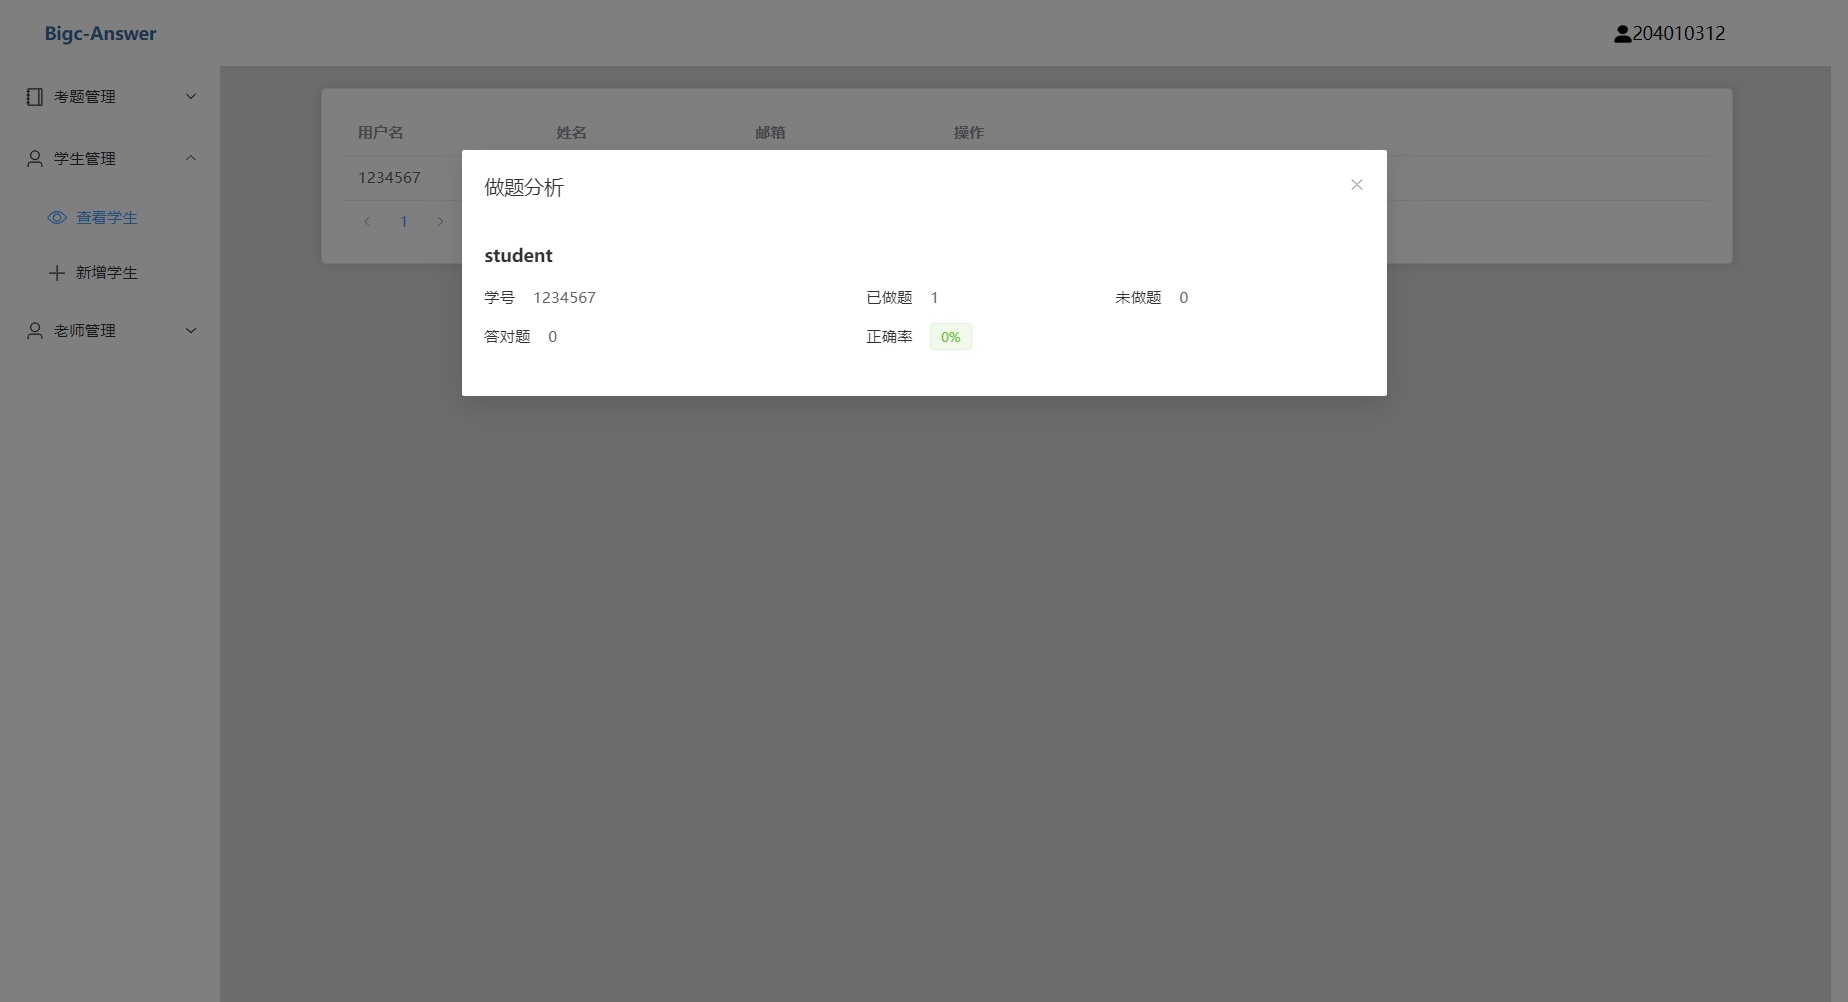 Bigc-Answer
204010312
考题管理
学生管理
查看学生
新增学生
老师管理
用户名 姓名 邮箱 操作
1234567
1
做题分析
student
学号 1234567 已做题 1 未做题 0
答对题 0 正确率 0%